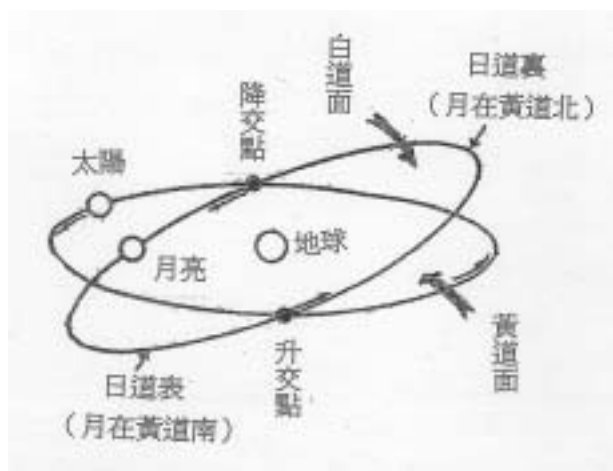 白道面
日道裏
(月在黃道北)
降交點
太陽
地球
月亮
黃道面
升交點
日道表
(月在黃道南)